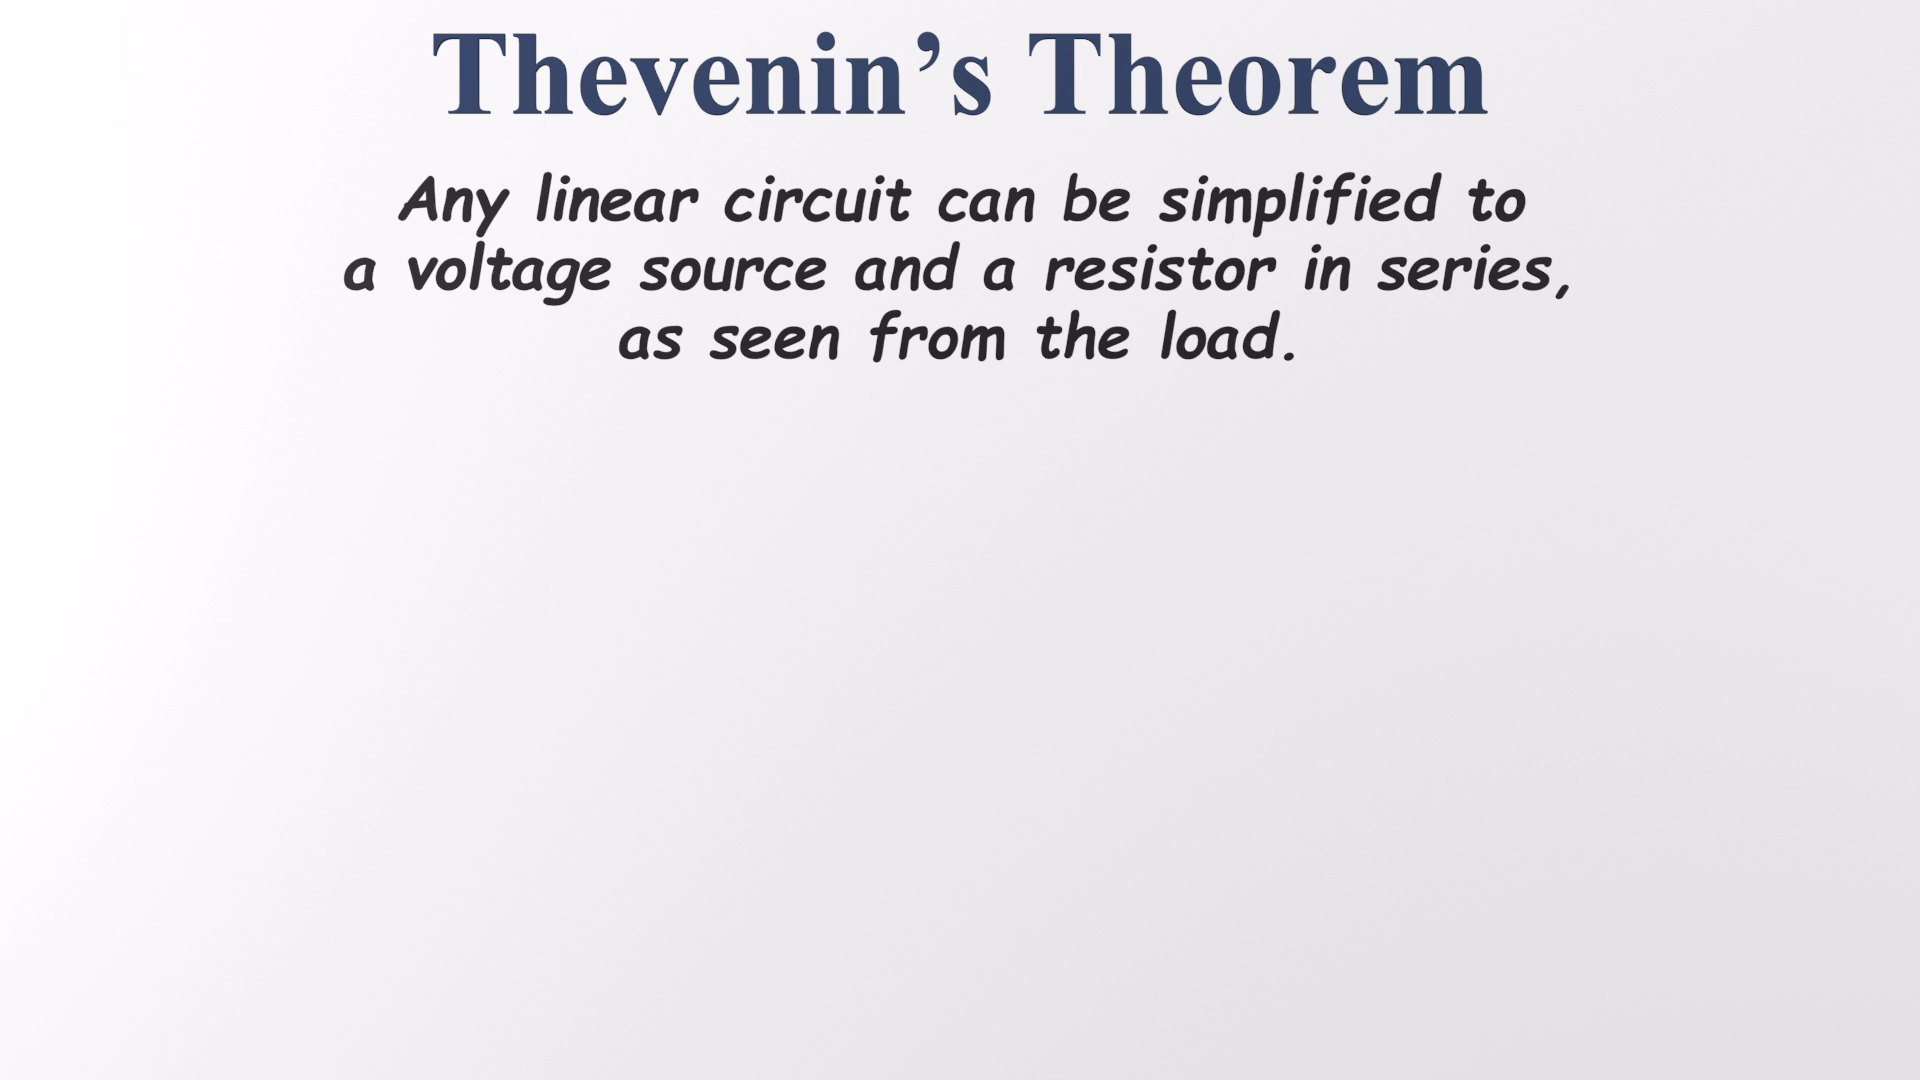 Thevenin’s Theorem
Any linear circuit can be simplified to
a voltage source and a resistor in series,
as seen from the load.